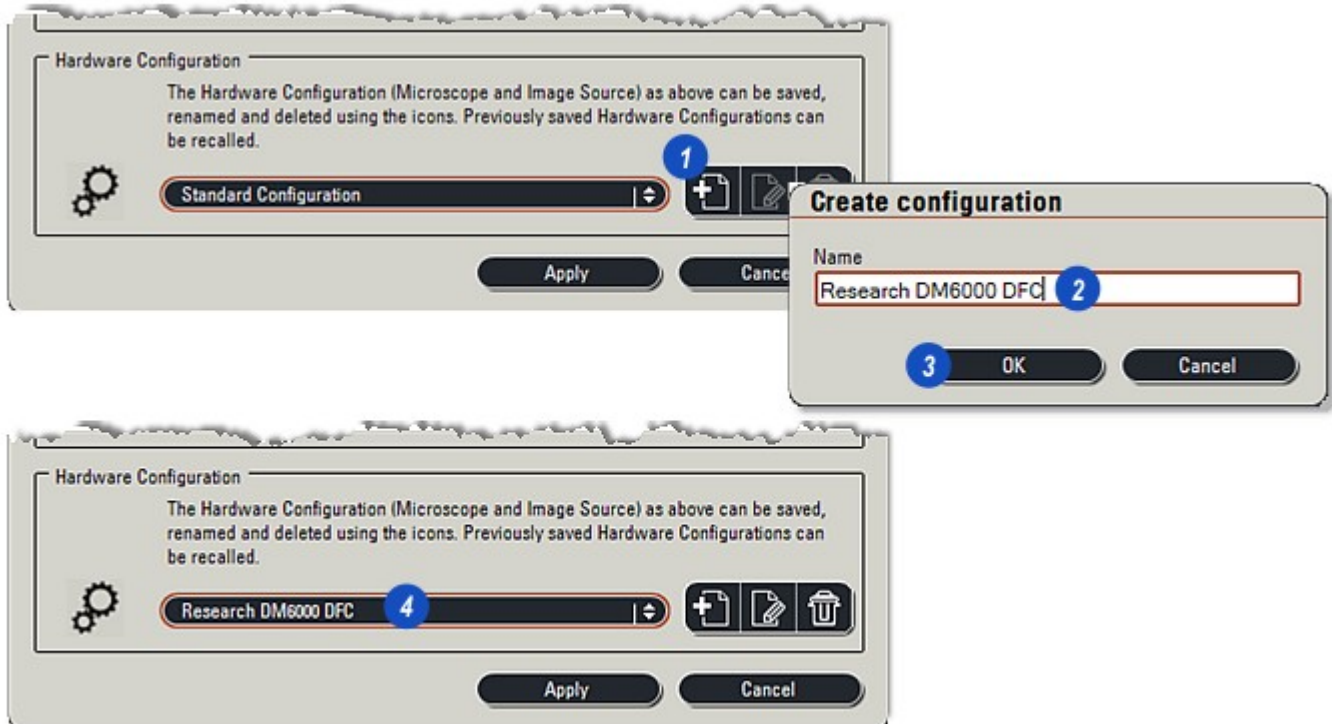 Hardware Configuration
The Hardware Configuration (Microscope and Image Source) as above can be saved,
renamed and deleted using the icons. Previously saved Hardware Configurations can
be recalled.
1
Standard Configuration
Apply
Cance
Create configuration
Name
Research DM6000 DFC
2
3
OK
Cancel
Hardware Configuration
The Hardware Configuration (Microscope and Image Source) as above can be saved,
renamed and deleted using the icons. Previously saved Hardware Configurations can
be recalled.
Research DM6000 DFC
4
Apply
Cancel